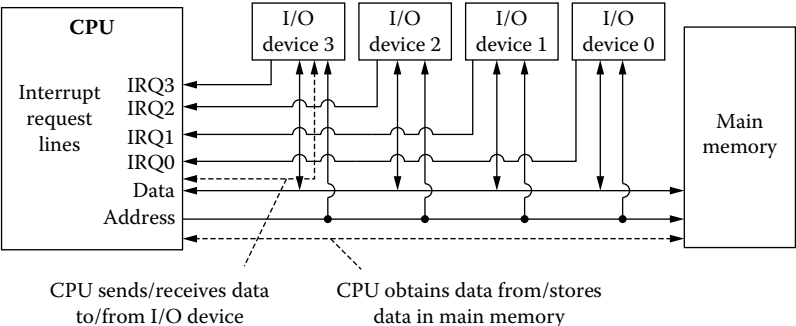 CPU
I/O
device 3
I/O
device 2
I/O
device 1
I/O
device 0
Interrupt
request
lines
IRQ3
IRQ2
IRQ1
IRQ0
Data
Address
Main
memory
CPU sends/receives data
to/from I/O device
CPU obtains data from/stores
data in main memory